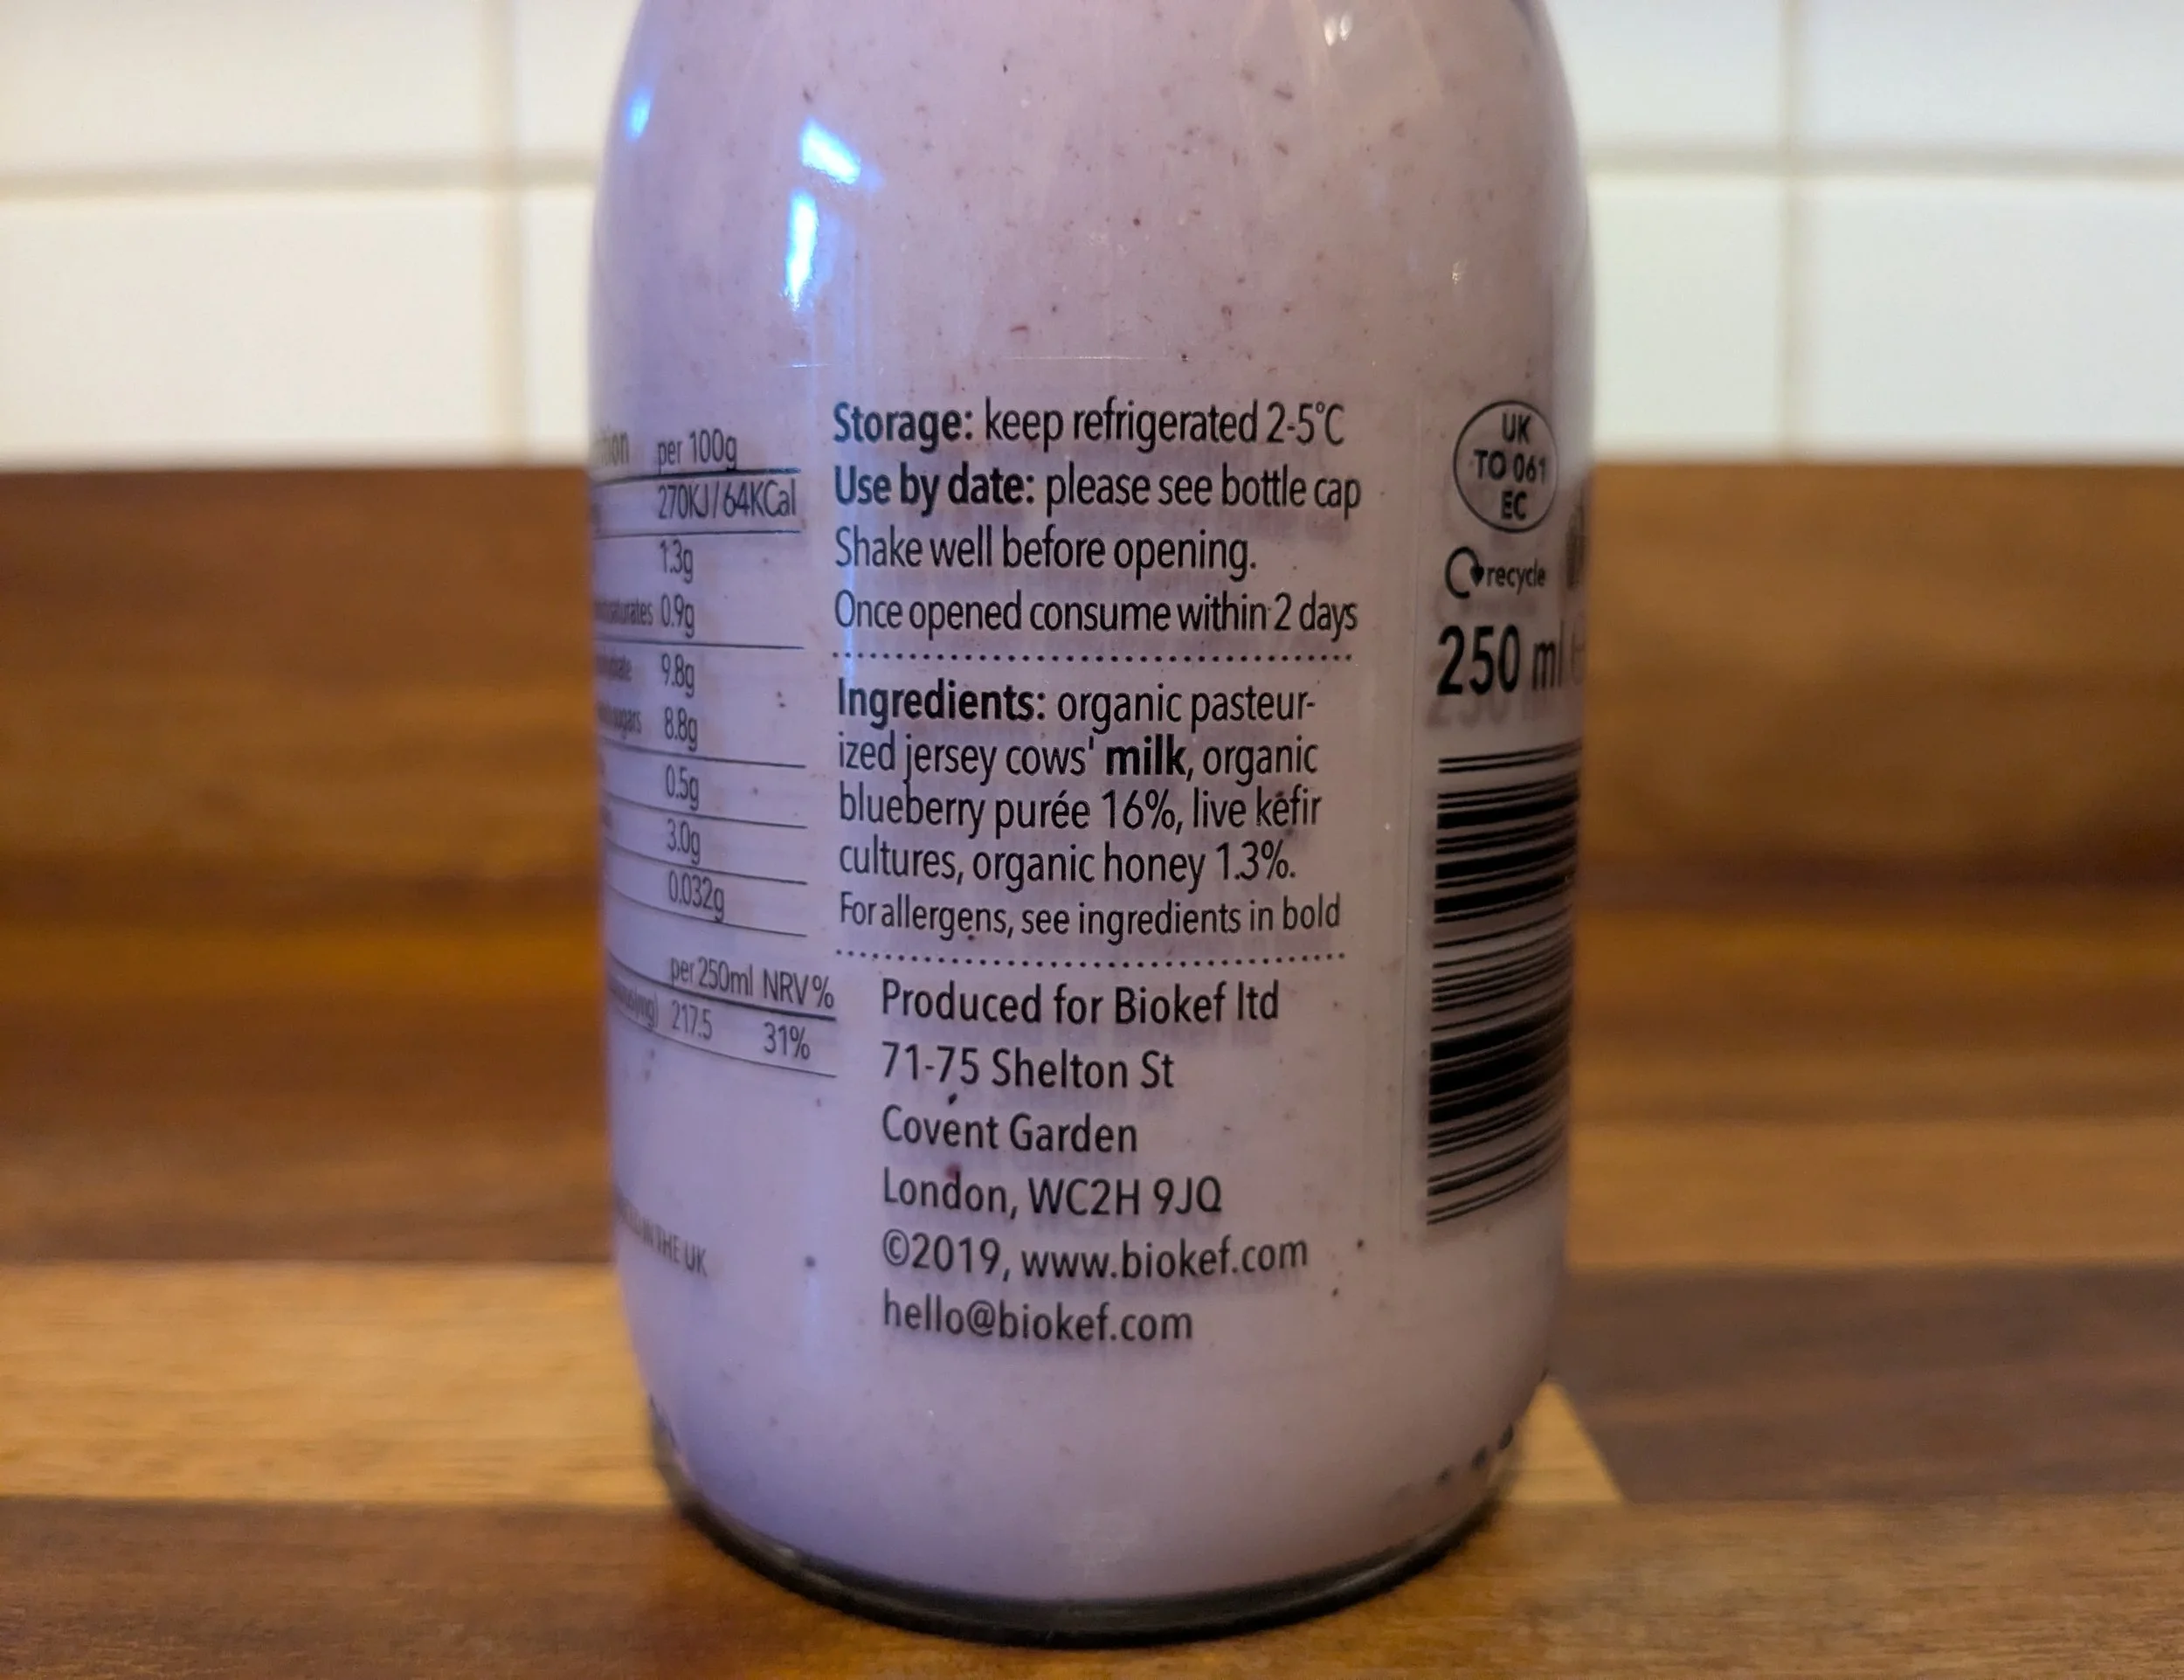 per 100g
270KJ/64KCal
1.3g
0.9g
9.8g
sugars 8.8g
0.5g
3.0g
0.032g
per 250ml NRV%
217.5 31%
IN THE UK
Storage: keep refrigerated 2-5°C
Use by date: please see bottle cap
Shake well before opening.
Once opened consume within 2 days
Ingredients: organic pasteur-
ized jersey cows' milk, organic
blueberry purée 16%, live kefir
cultures, organic honey 1.3%.
For allergens, see ingredients in bold
Produced for Biokef ltd
71-75 Shelton St
Covent Garden
London, WC2H 9JQ
©2019, www.biokef.com
hello@biokef.com
UK
TO 061
EC
recycle
250 ml